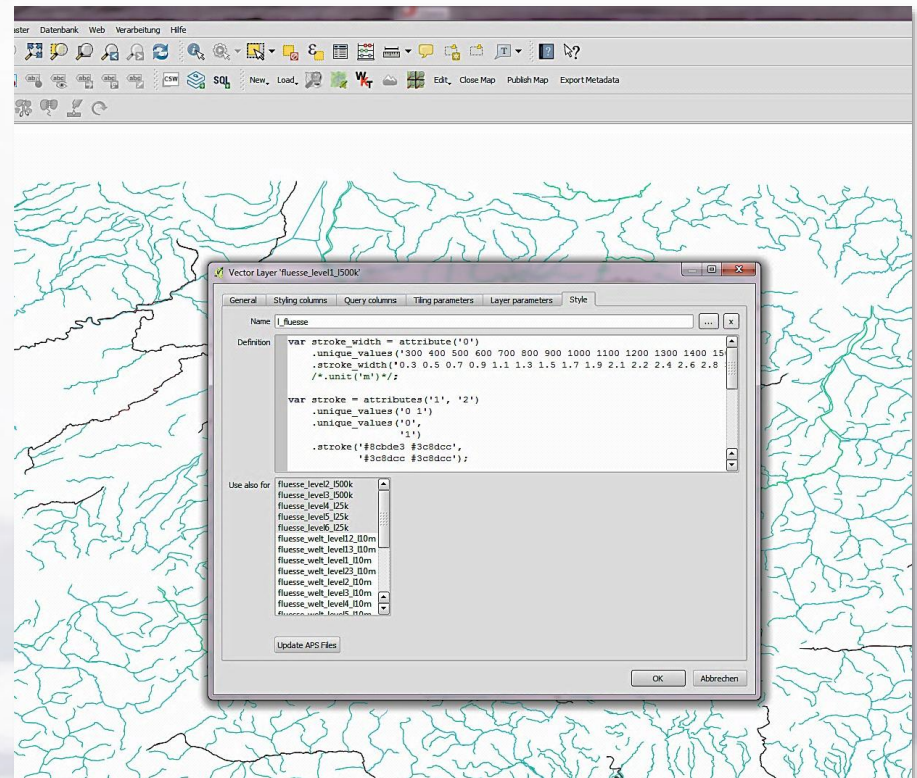 Datenbank Web Verarbeitung Hilfe
CSW SQL New Load Edit Close Map Publish Map Export Metadata
Vector Layer 'fluesse_level1_l500k'
General Styling columns Query columns Tiling parameters Layer parameters Style
Name l_fluesse ... x
Definition var stroke_width = attribute('0')
.unique_values('300 400 500 600 700 800 900 1000 1100 1200 1300 1400
.stroke_width('0.3 0.5 0.7 0.9 1.1 1.3 1.5 1.7 1.9 2.1 2.2 2.4 2.6 2.8
/*.unit('m')*/;
var stroke = attributes('1', '2')
.unique_values('0 1')
.unique_values('0',
'1')
.stroke('#8cbde3 #3c8dcc',
'#3c8dcc #3c8dcc');
Use also for fluesse_level2_l500k
fluesse_level3_l500k
fluesse_level4_l25k
fluesse_level5_l25k
fluesse_level6_l25k
fluesse_welt_level12_l10m
fluesse_welt_level13_l10m
fluesse_welt_level1_l10m
fluesse_welt_level23_l10m
fluesse_welt_level2_l10m
fluesse_welt_level3_l10m
fluesse_welt_level4_l10m
fluesse_welt_level5_l10m
Update APS Files
OK Abbrechen